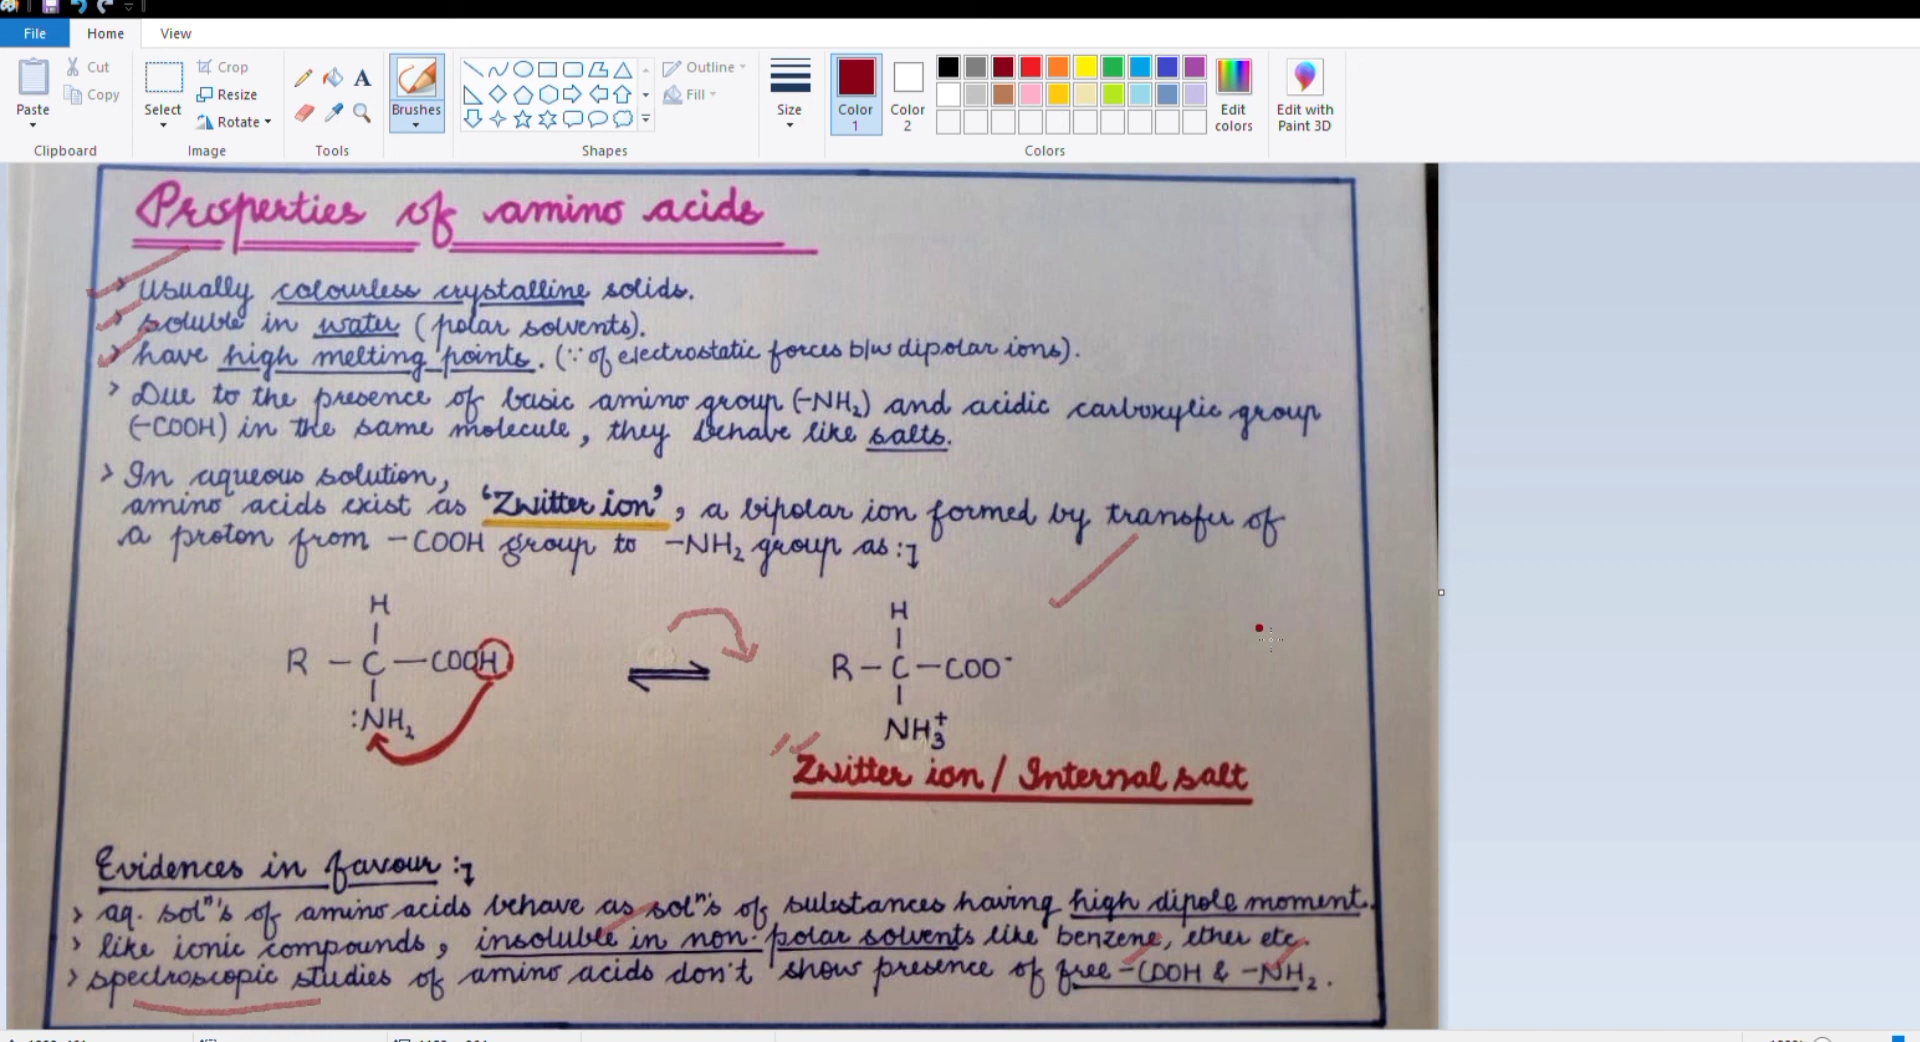 File Home View
Paste
Cut
Copy
Clipboard
Select
Crop
Resize
Rotate
Image
A
Tools
Brushes
Outline
Fill
Shapes
Size
Color 1
Color 2
Edit colors
Edit with Paint 3D
Colors
Properties of amino acids
> Usually colourless crystalline solids.
> soluble in water (polar solvents).
> have high melting points. (∵ of electrostatic forces b/w dipolar ions).
> Due to the presence of basic amino group (-NH₂) and acidic carboxylic group
(-COOH) in the same molecule, they behave like salts.
> In aqueous solution,
amino acids exist as 'Zwitter ion', a bipolar ion formed by transfer of
a proton from -COOH group to -NH₂ group as:
H
R - C - COOH
:NH₂
⇌
H
R - C - COO⁻
NH₃⁺
Zwitter ion / Internal salt
Evidences in favour :
> aq. solⁿ's of amino acids behave as solⁿ's of substances having high dipole moment.
> like ionic compounds, insoluble in non-polar solvents like benzene, ether etc.
> spectroscopic studies of amino acids don't show presence of free -COOH & -NH₂.